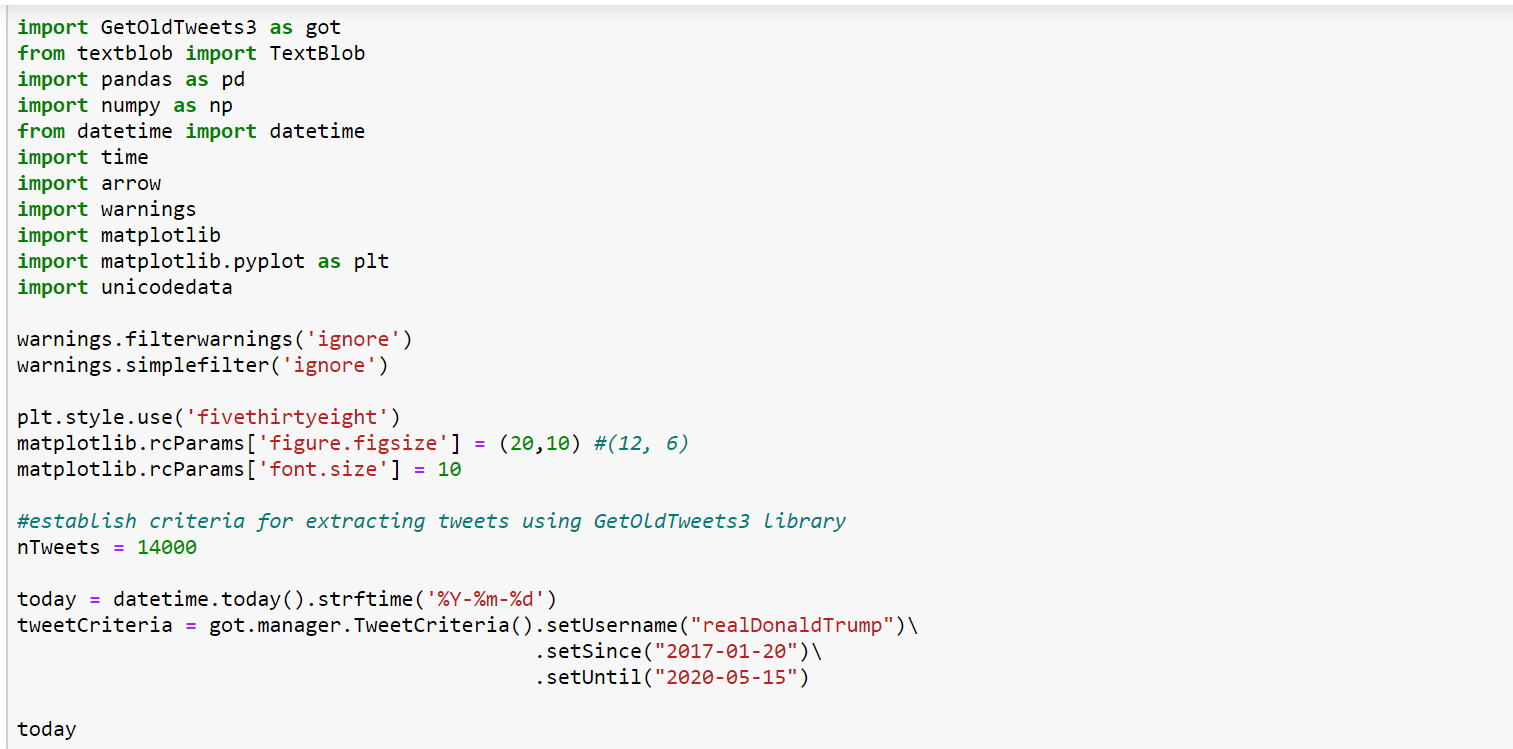 import GetOldTweets3 as got
from textblob import TextBlob
import pandas as pd
import numpy as np
from datetime import datetime
import time
import arrow
import warnings
import matplotlib
import matplotlib.pyplot as plt
import unicodedata

warnings.filterwarnings('ignore')
warnings.simplefilter('ignore')

plt.style.use('fivethirtyeight')
matplotlib.rcParams['figure.figsize'] = (20,10) #(12, 6)
matplotlib.rcParams['font.size'] = 10

#establish criteria for extracting tweets using GetOldTweets3 library
nTweets = 14000

today = datetime.today().strftime('%Y-%m-%d')
tweetCriteria = got.manager.TweetCriteria().setUsername("realDonaldTrump")\
                                           .setSince("2017-01-20")\
                                           .setUntil("2020-05-15")

today